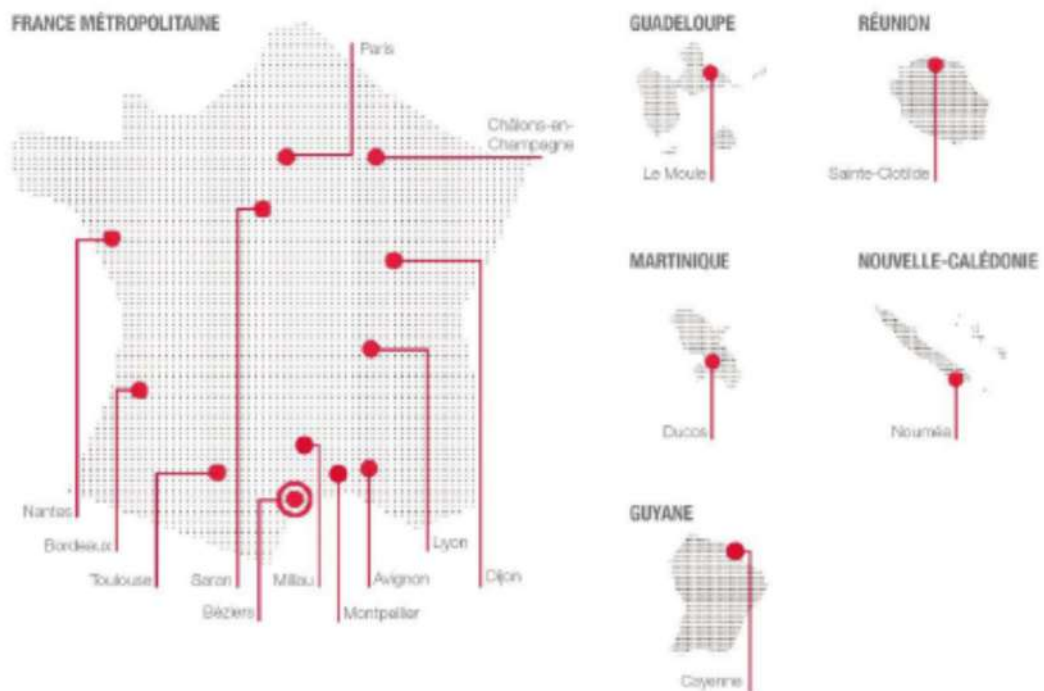 FRANCE MÉTROPOLITAINE
Paris
Châlons-en-
Champagne
Nantes
Bordeaux
Toulouse
Saran
Béziers
Millau
Montpellier
Avignon
Lyon
Dijon
GUADELOUPE
Le Moule
RÉUNION
Sainte-Clotilde
MARTINIQUE
Ducos
NOUVELLE-CALÉDONIE
Nouméa
GUYANE
Cayenne